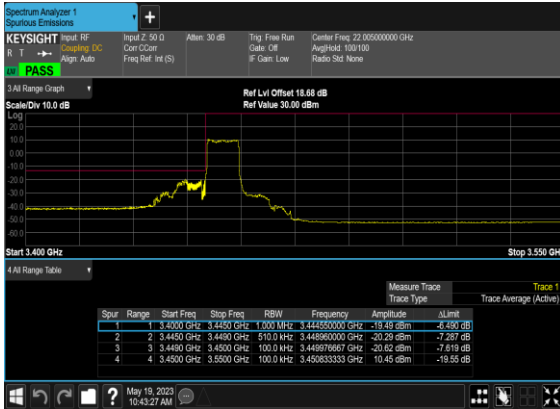 Spectrum Analyzer 1
Spurious Emissions
+
KEYSIGHT Input: RF Input Z: 50 Ω Atten: 30 dB Trig: Free Run Center Freq: 22.005000000 GHz
R T Coupling: DC Corr CCorr Gate: Off Avg|Hold: 100/100
Align: Auto Freq Ref: Int (S) IF Gain: Low Radio Std: None
PASS
3 All Range Graph
Ref Lvl Offset 18.68 dB
Scale/Div 10.0 dB Ref Value 30.00 dBm
Log
20.0
10.0
0.00
-10.0
-20.0
-30.0
-40.0
-50.0
-60.0
Start 3.400 GHz Stop 3.550 GH
4 All Range Table
Measure Trace Trace 1
Trace Type Trace Average (Active)
Spur Range Start Freq Stop Freq RBW Frequency Amplitude ΔLimit
1 1 3.4000 GHz 3.4450 GHz 1.000 MHz 3.444550000 GHz -19.49 dBm -6.490 dB
2 2 3.4450 GHz 3.4490 GHz 510.0 kHz 3.448960000 GHz -20.29 dBm -7.287 dB
3 3 3.4490 GHz 3.4500 GHz 100.0 kHz 3.449976667 GHz -20.62 dBm -7.619 dB
4 4 3.4500 GHz 3.5500 GHz 100.0 kHz 3.450833333 GHz 10.45 dBm -19.55 dB
?
May 19, 2023
10:43:27 AM